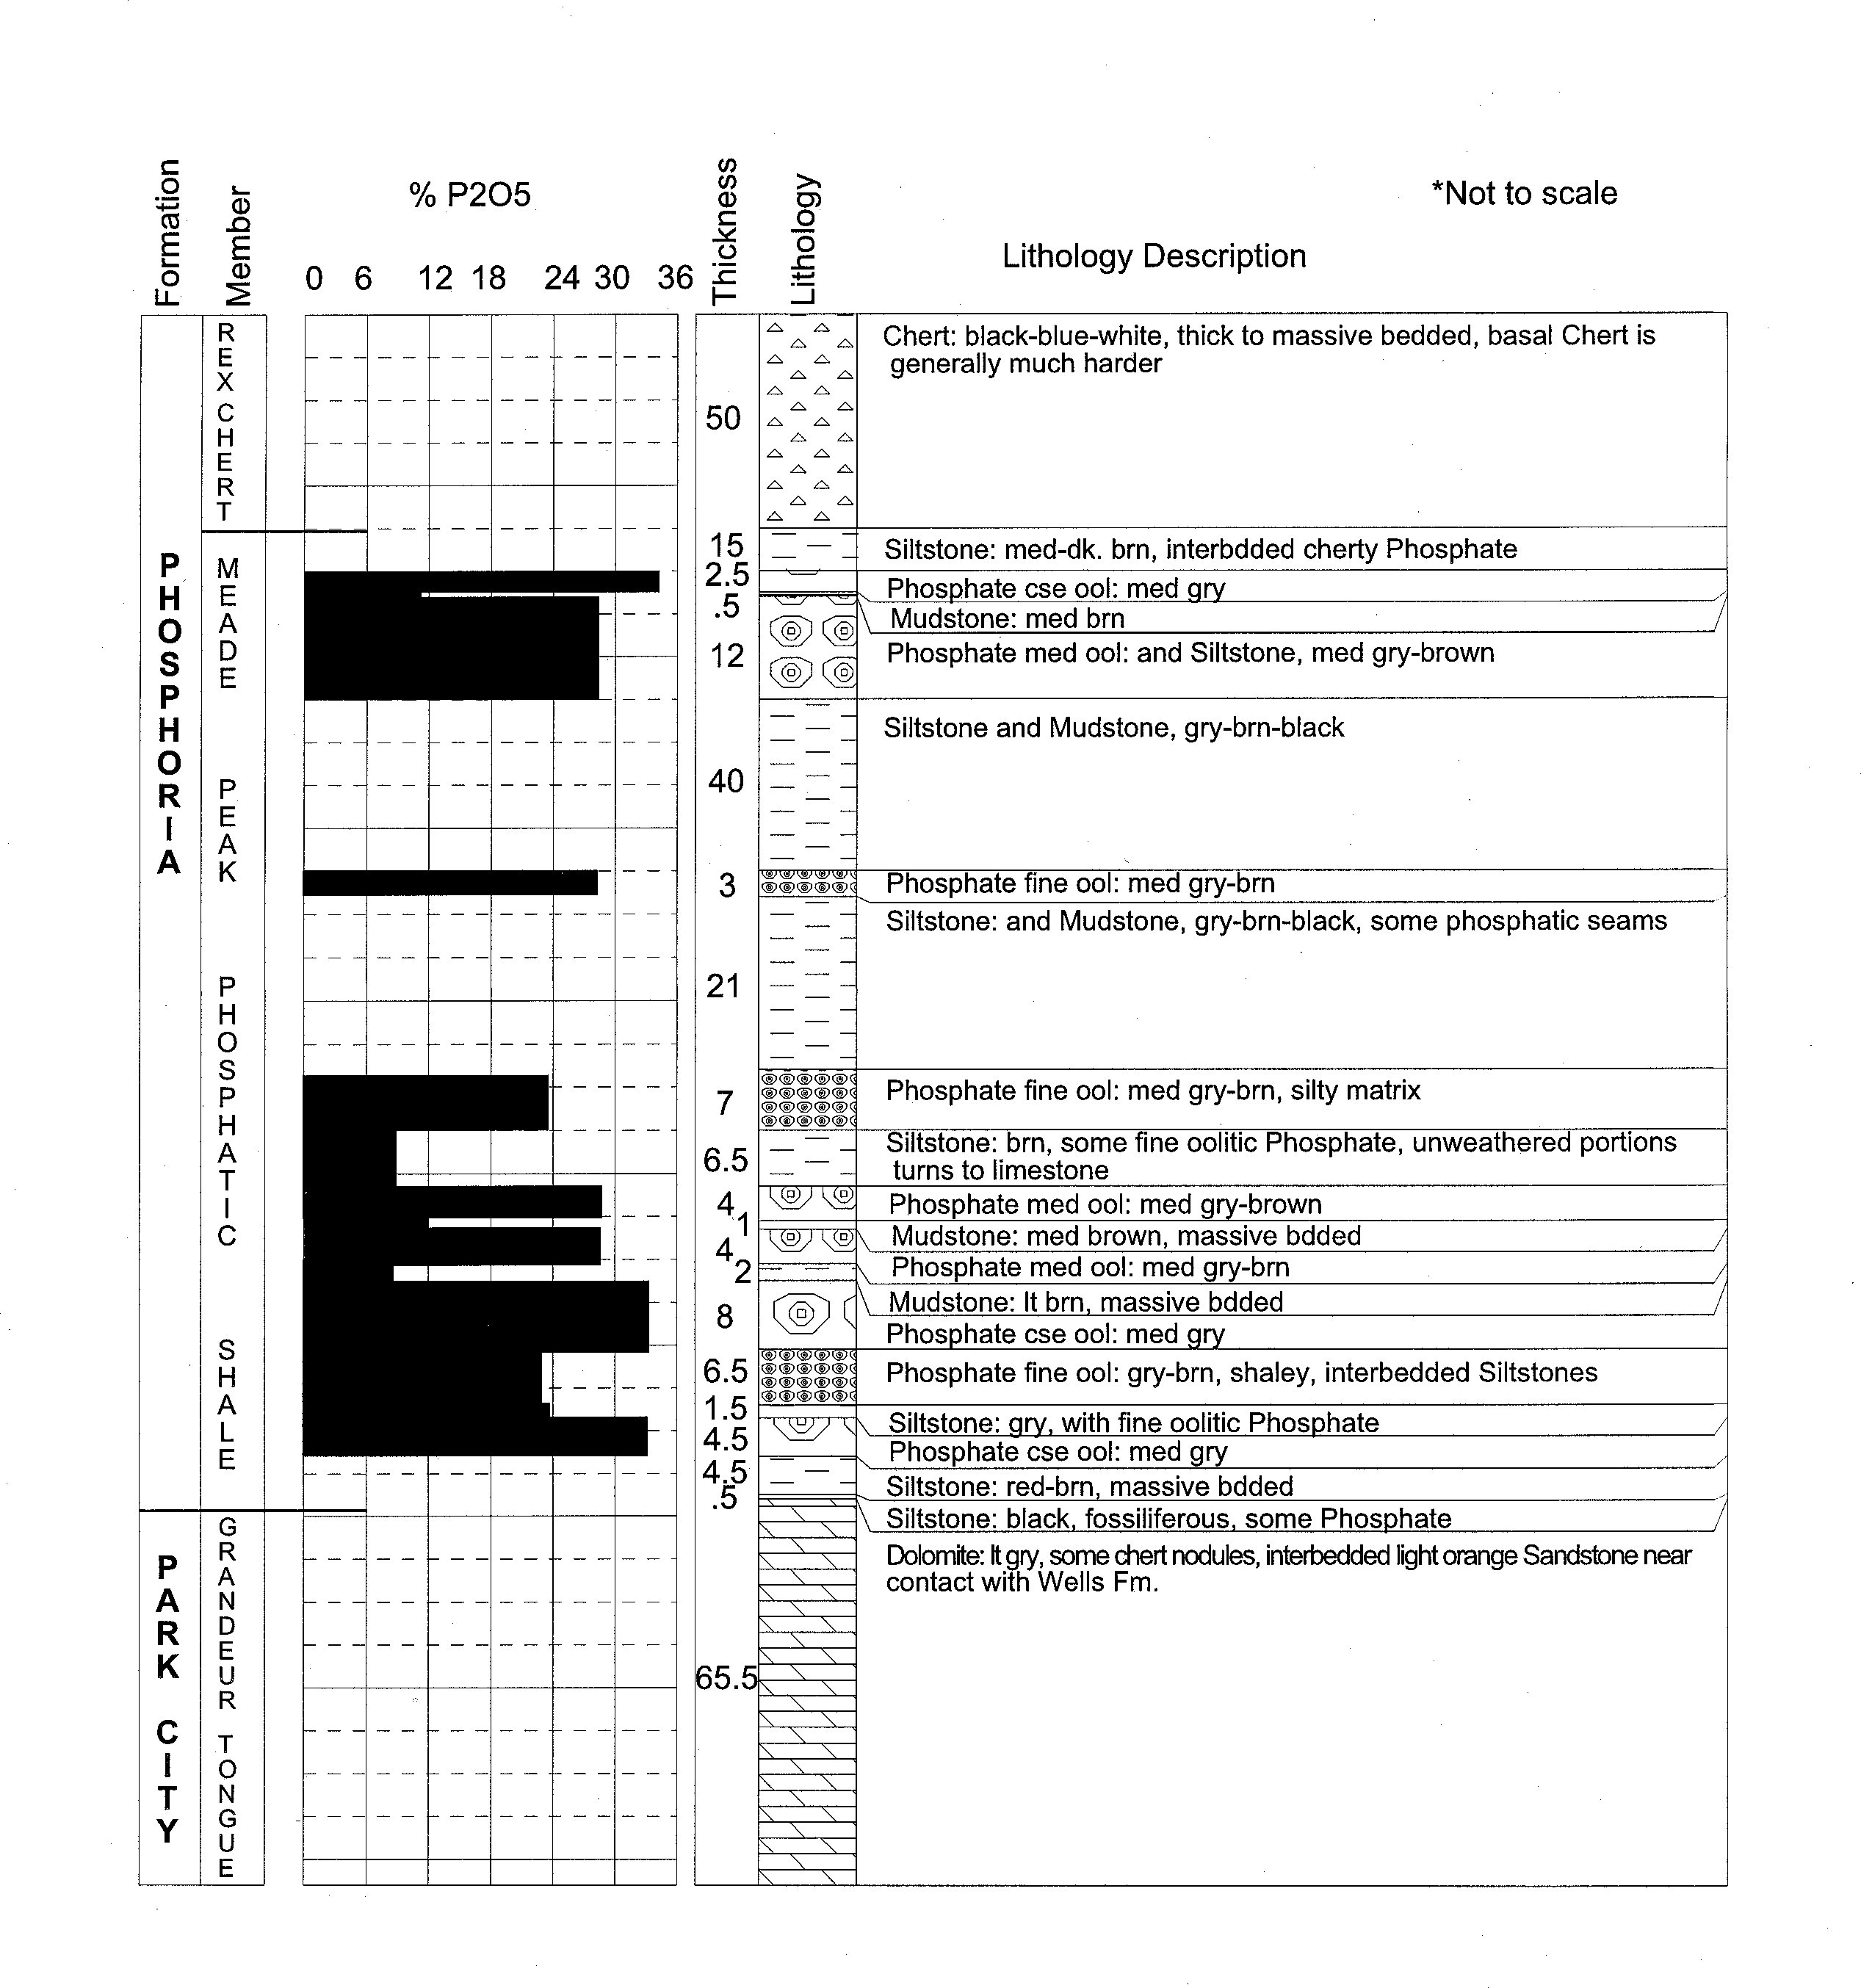 Formation
Member
% P2O5
Thickness
Lithology
*Not to scale
Lithology Description
0 6 12 18 24 30 36
PHOSPHORIA
PARK CITY
REX CHERT
MEADE PEAK PHOSPHATIC SHALE
GRANDEUR TONGUE
50
Chert: black-blue-white, thick to massive bedded, basal Chert is
generally much harder
15
Siltstone: med-dk. brn, interbdded cherty Phosphate
2.5
Phosphate cse ool: med gry
.5
Mudstone: med brn
12
Phosphate med ool: and Siltstone, med gry-brown
40
Siltstone and Mudstone, gry-brn-black
3
Phosphate fine ool: med gry-brn
21
Siltstone: and Mudstone, gry-brn-black, some phosphatic seams
7
Phosphate fine ool: med gry-brn, silty matrix
6.5
Siltstone: brn, some fine oolitic Phosphate, unweathered portions
turns to limestone
4
Phosphate med ool: med gry-brown
1
Mudstone: med brown, massive bdded
4
Phosphate med ool: med gry-brn
2
Mudstone: lt brn, massive bdded
8
Phosphate cse ool: med gry
6.5
Phosphate fine ool: gry-brn, shaley, interbedded Siltstones
1.5
Siltstone: gry, with fine oolitic Phosphate
4.5
Phosphate cse ool: med gry
4.5
Siltstone: red-brn, massive bdded
.5
Siltstone: black, fossiliferous, some Phosphate
65.5
Dolomite: lt gry, some chert nodules, interbedded light orange Sandstone near
contact with Wells Fm.